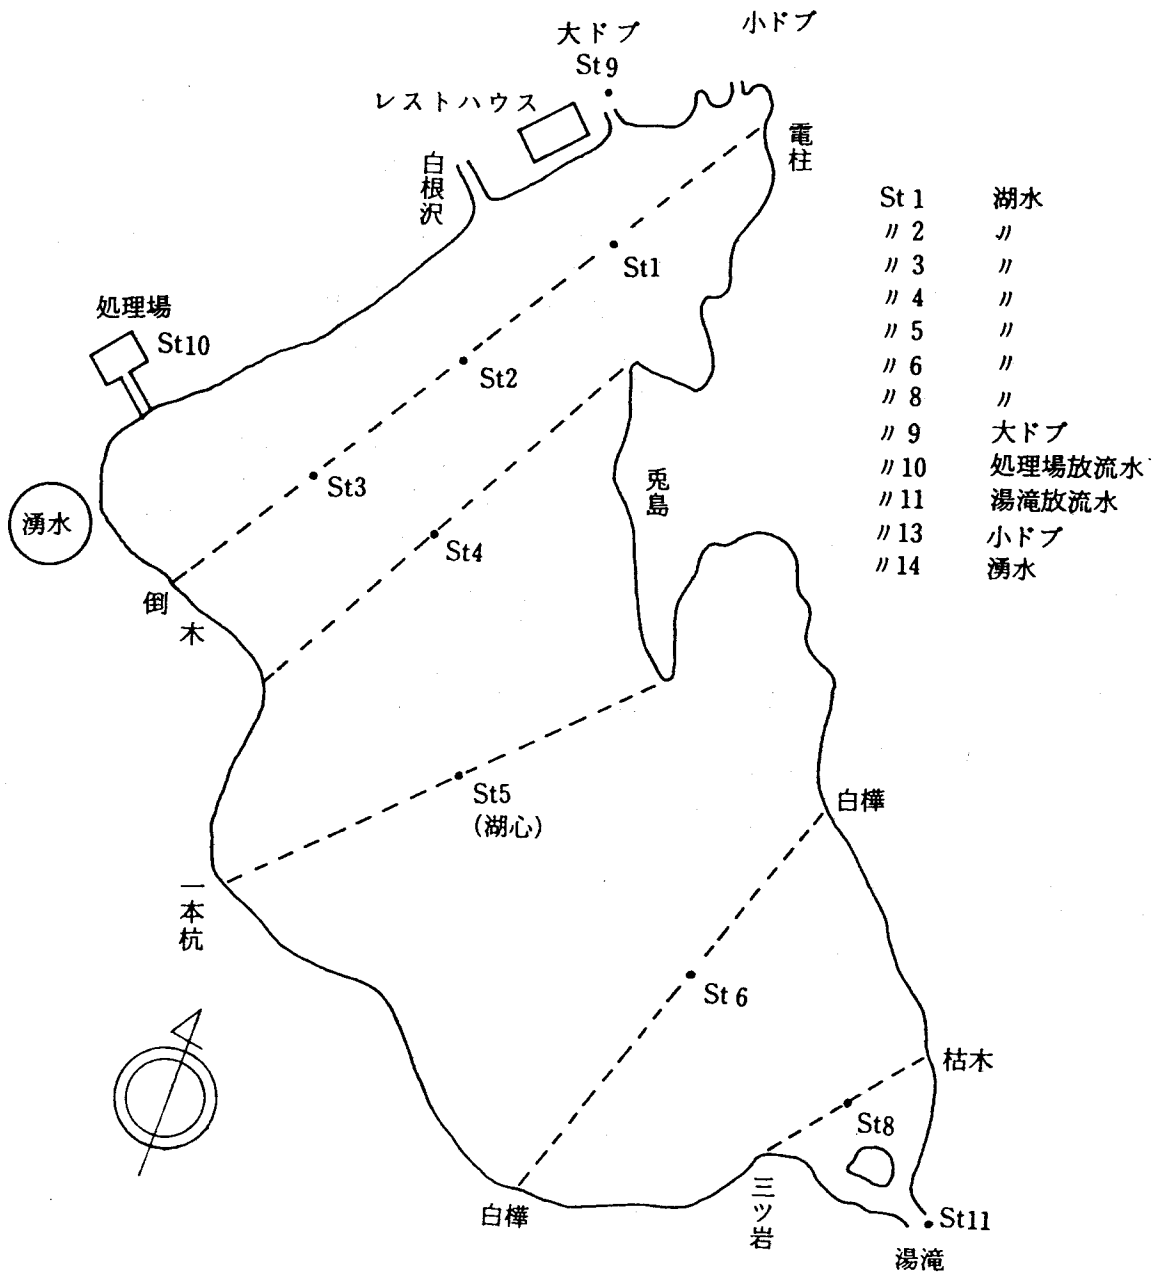 小ドブ
大ドブ
St9
レストハウス
電柱
白根沢
St1
処理場
St10
St2
St3
兎島
湧水
St4
倒木
St5
(湖心)
白樺
一本杭
St6
枯木
St8
三ツ岩
白樺
St11
湯滝
St1 湖水
〃2 〃
〃3 〃
〃4 〃
〃5 〃
〃6 〃
〃8 〃
〃9 大ドブ
〃10 処理場放流水
〃11 湯滝放流水
〃13 小ドブ
〃14 湧水